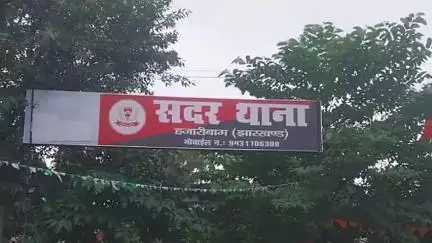 सदर थाना
हजारीबाग (झारखण्ड)
मोबाईल न.: 9431706300